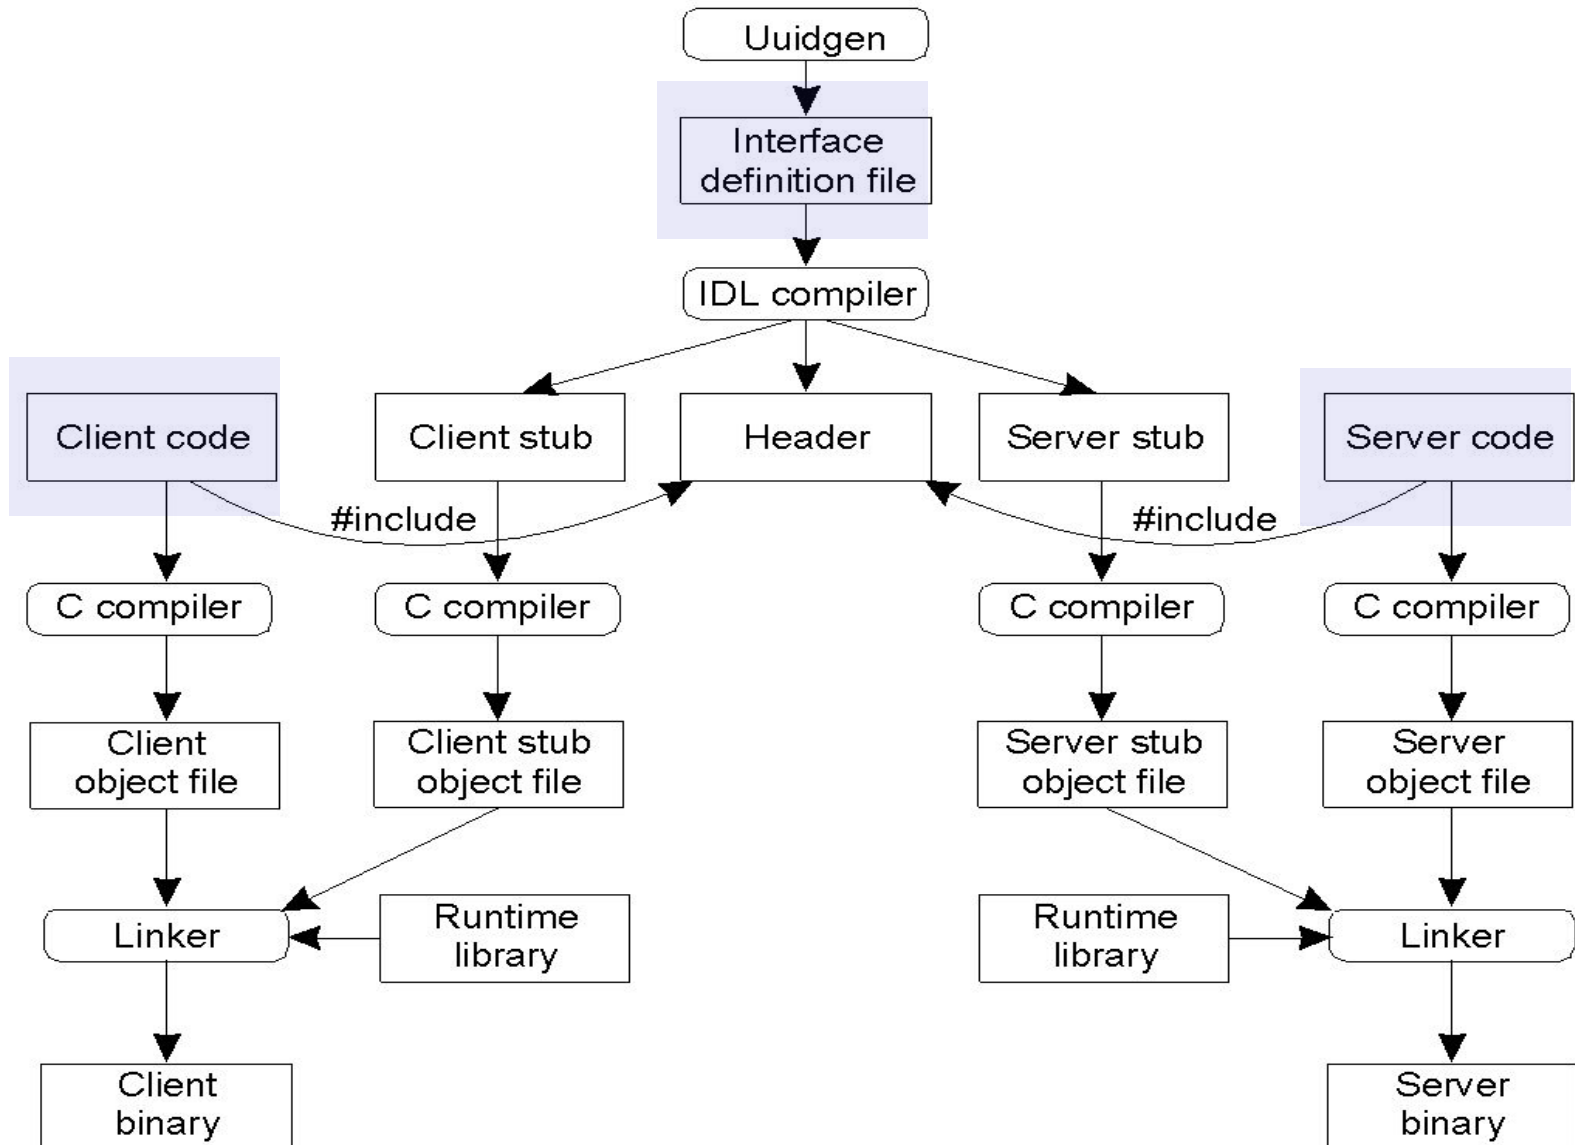 Uuidgen
Interface
definition file
IDL compiler
Client code
Client stub
Header
Server stub
Server code
#include
#include
C compiler
C compiler
C compiler
C compiler
Client
object file
Client stub
object file
Server stub
object file
Server
object file
Linker
Runtime
library
Runtime
library
Linker
Client
binary
Server
binary